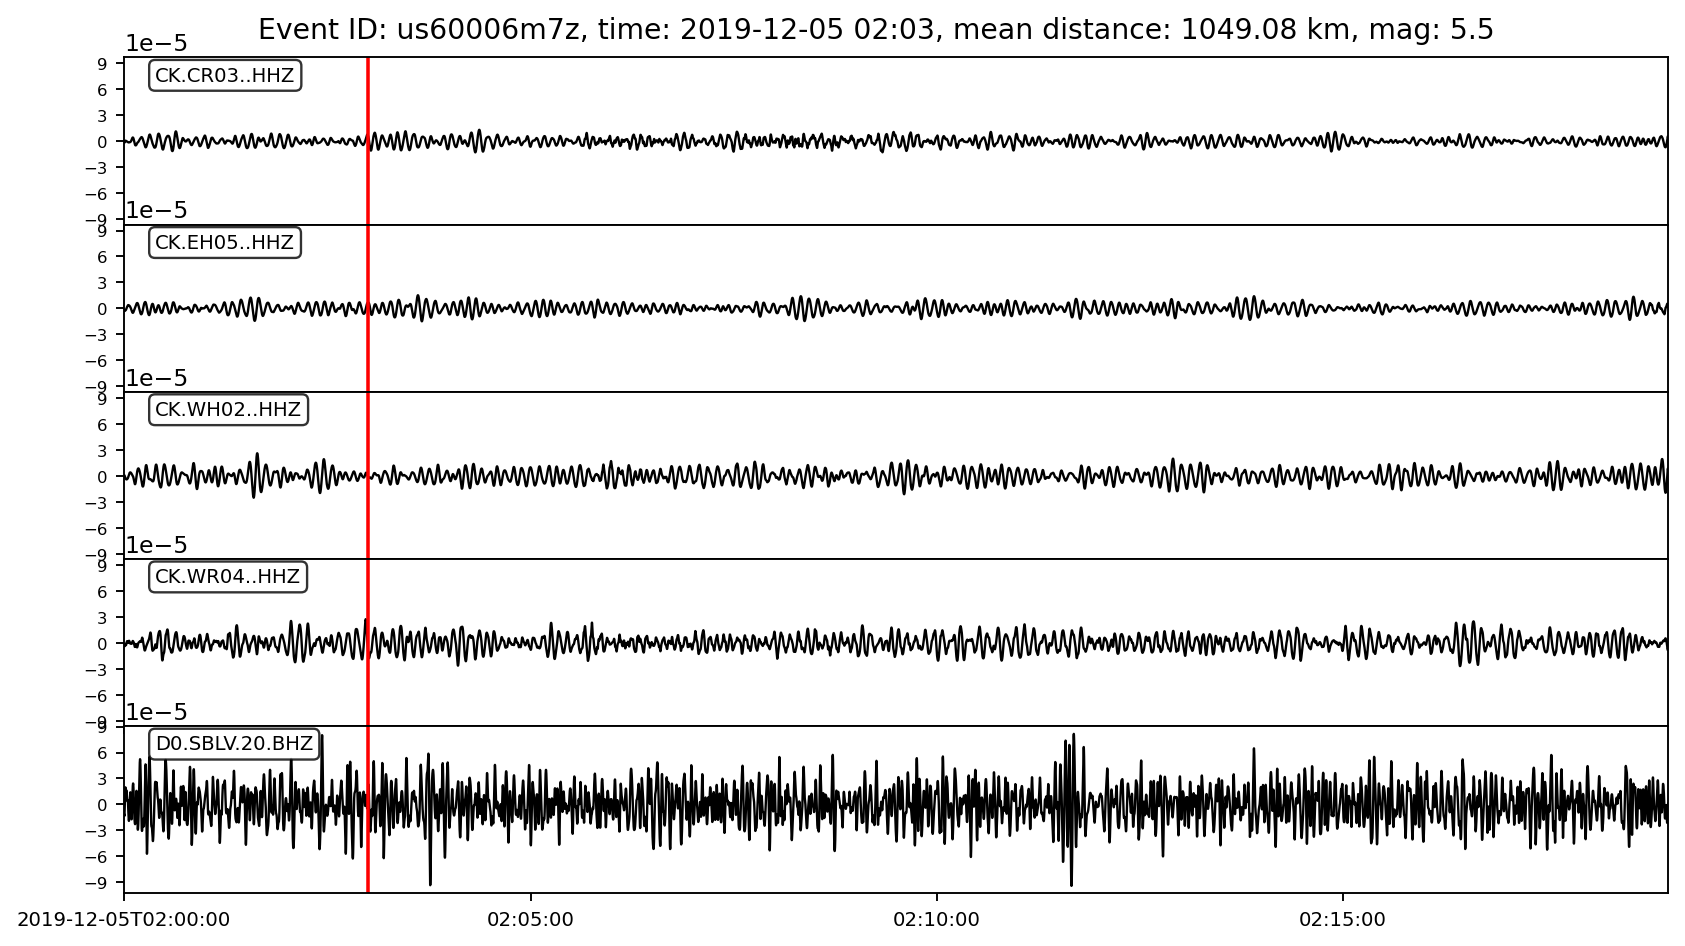 Event ID: us60006m7z, time: 2019-12-05 02:03, mean distance: 1049.08 km, mag: 5.5
1e−5
9
CK.CR03..HHZ
6
3
0
−3
−6
−9
1e−5
9
CK.EH05..HHZ
6
3
0
−3
−6
−9
1e−5
9
CK.WH02..HHZ
6
3
0
−3
−6
−9
1e−5
9
CK.WR04..HHZ
6
3
0
−3
−6
−9
1e−5
9
D0.SBLV.20.BHZ
6
3
0
−3
−6
−9
2019-12-05T02:00:00 02:05:00 02:10:00 02:15:00